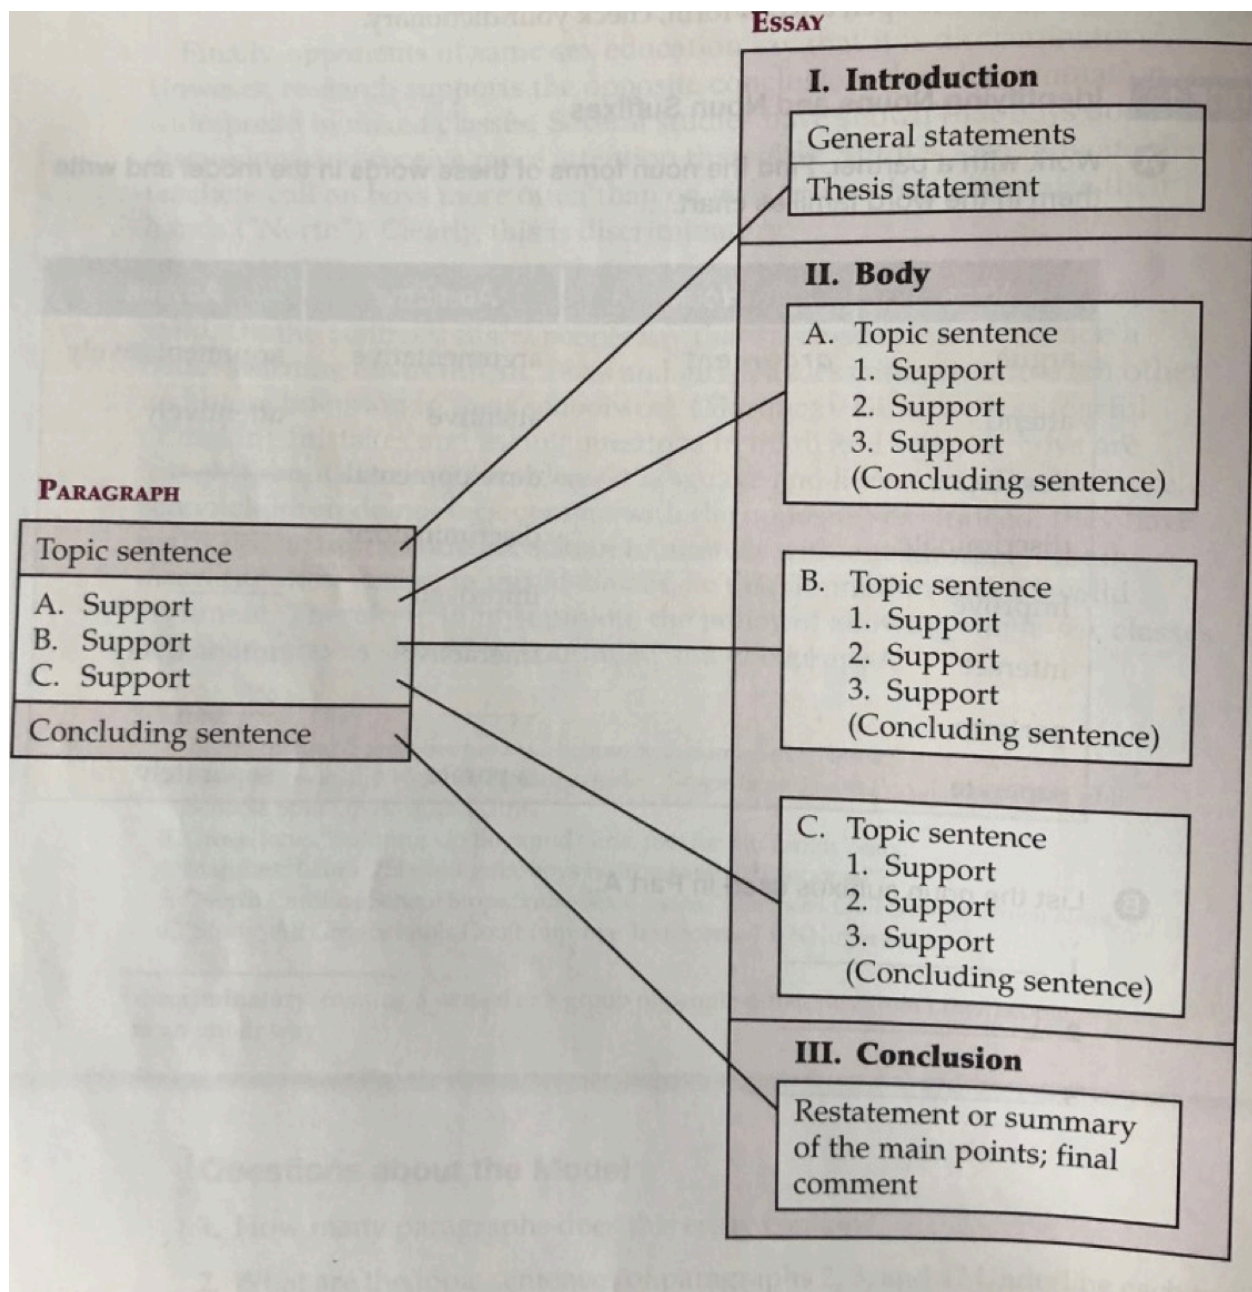 PARAGRAPH
Topic sentence
A. Support
B. Support
C. Support
Concluding sentence
ESSAY
I. Introduction
General statements
Thesis statement
II. Body
A. Topic sentence
1. Support
2. Support
3. Support
(Concluding sentence)
B. Topic sentence
1. Support
2. Support
3. Support
(Concluding sentence)
C. Topic sentence
1. Support
2. Support
3. Support
(Concluding sentence)
III. Conclusion
Restatement or summary
of the main points; final
comment